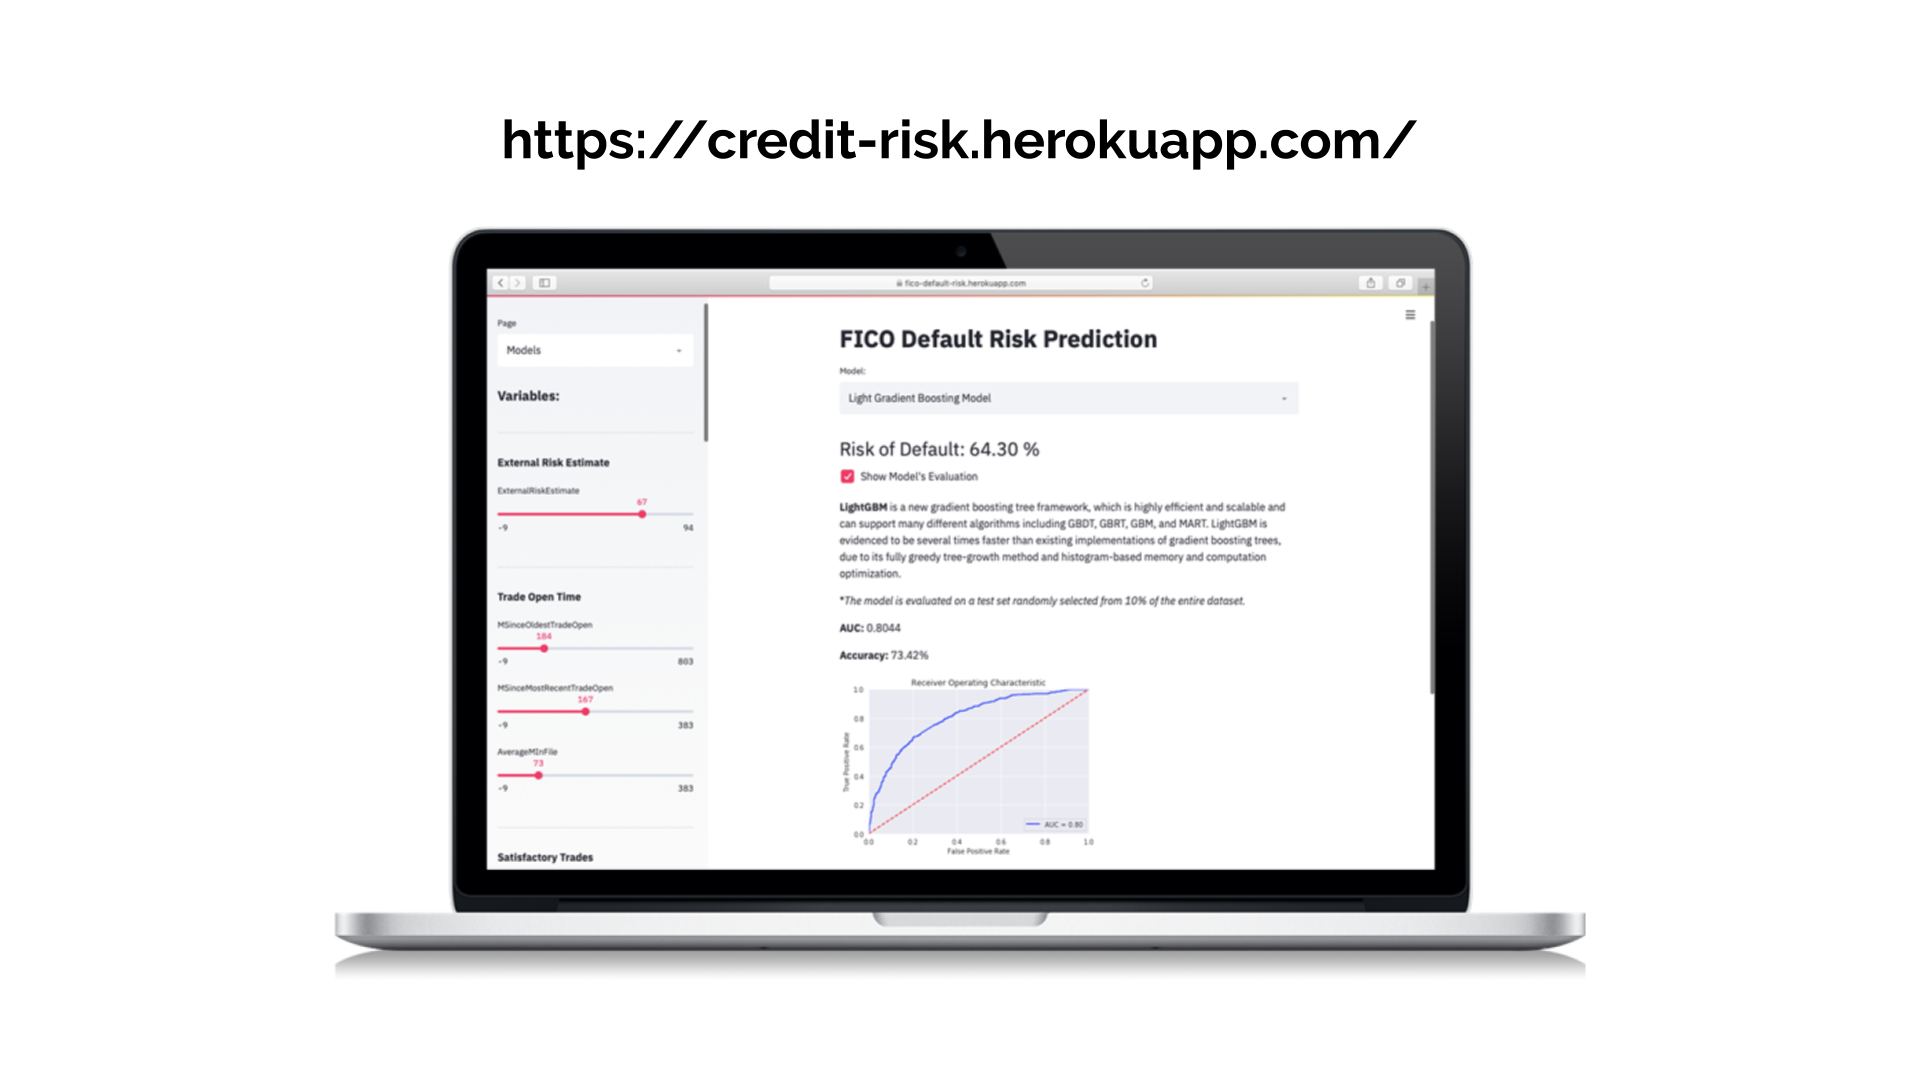 https://credit-risk.herokuapp.com/
fico-default-risk.herokuapp.com
Page
Models
Variables:
External Risk Estimate
ExternalRiskEstimate
67
-9 94
Trade Open Time
MSinceOldestTradeOpen
184
-9 803
MSinceMostRecentTradeOpen
167
-9 383
AverageMInFile
73
-9 383
Satisfactory Trades
FICO Default Risk Prediction
Model:
Light Gradient Boosting Model
Risk of Default: 64.30 %
Show Model's Evaluation
LightGBM is a new gradient boosting tree framework, which is highly efficient and scalable and
can support many different algorithms including GBDT, GBRT, GBM, and MART. LightGBM is
evidenced to be several times faster than existing implementations of gradient boosting trees,
due to its fully greedy tree-growth method and histogram-based memory and computation
optimization.
*The model is evaluated on a test set randomly selected from 10% of the entire dataset.
AUC: 0.8044
Accuracy: 73.42%
Receiver Operating Characteristic
True Positive Rate
1.0
0.8
0.6
0.4
0.2
0.0
AUC = 0.80
0.0 0.2 0.4 0.6 0.8 1.0
False Positive Rate